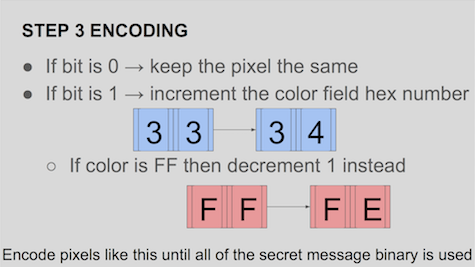 STEP 3 ENCODING
● If bit is 0 → keep the pixel the same
● If bit is 1 → increment the color field hex number
3 3 → 3 4
○ If color is FF then decrement 1 instead
F F → F E
Encode pixels like this until all of the secret message binary is used